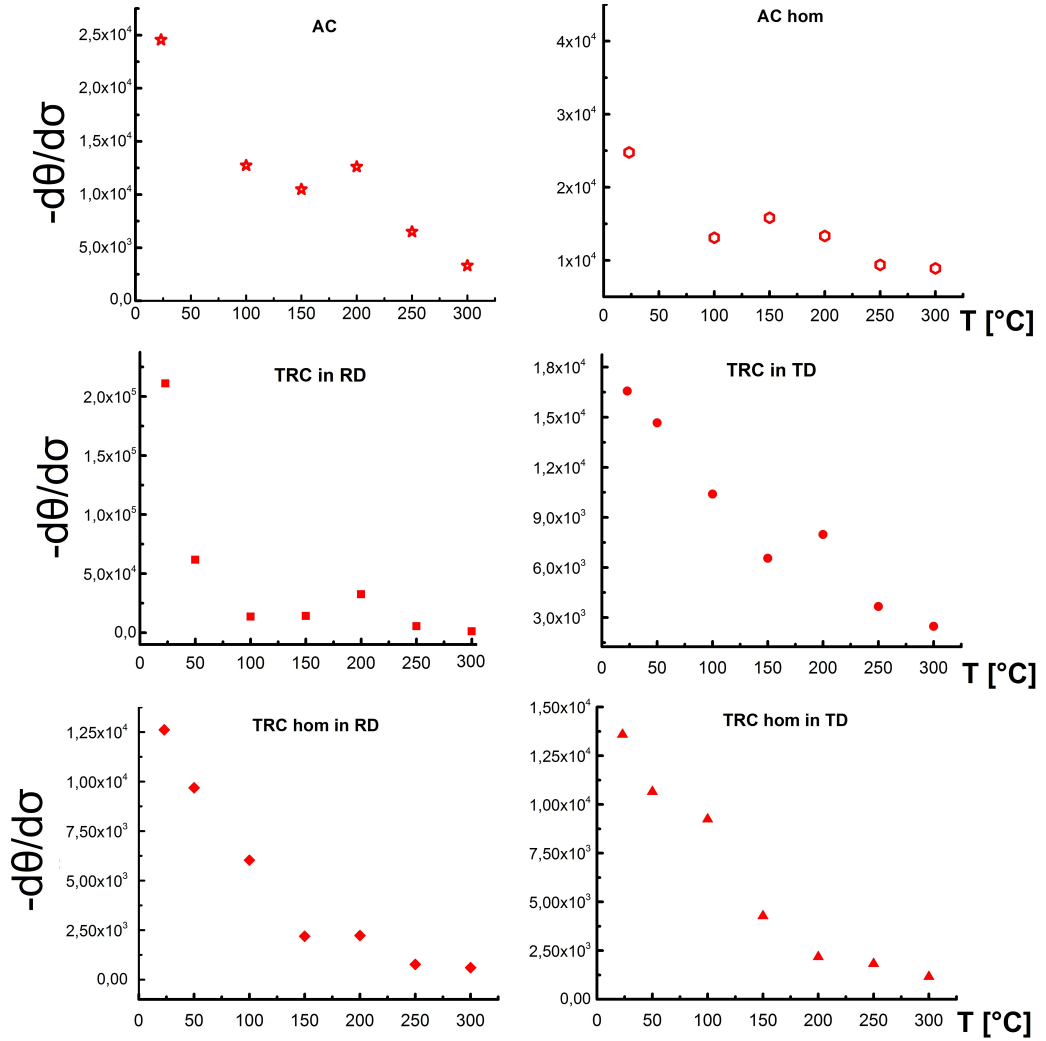 AC
-dθ/dσ
2,5x10⁴
2,0x10⁴
1,5x10⁴
1,0x10⁴
5,0x10³
0,0
0 50 100 150 200 250 300
AC hom
4x10⁴
3x10⁴
2x10⁴
1x10⁴
0 50 100 150 200 250 300 T [°C]
TRC in RD
-dθ/dσ
2,0x10⁵
1,5x10⁵
1,0x10⁵
5,0x10⁴
0,0
0 50 100 150 200 250 300
TRC in TD
1,8x10⁴
1,5x10⁴
1,2x10⁴
9,0x10³
6,0x10³
3,0x10³
0 50 100 150 200 250 300 T [°C]
TRC hom in RD
-dθ/dσ
1,25x10⁴
1,00x10⁴
7,50x10³
5,00x10³
2,50x10³
0,00
0 50 100 150 200 250 300
TRC hom in TD
1,50x10⁴
1,25x10⁴
1,00x10⁴
7,50x10³
5,00x10³
2,50x10³
0,00
0 50 100 150 200 250 300 T [°C]